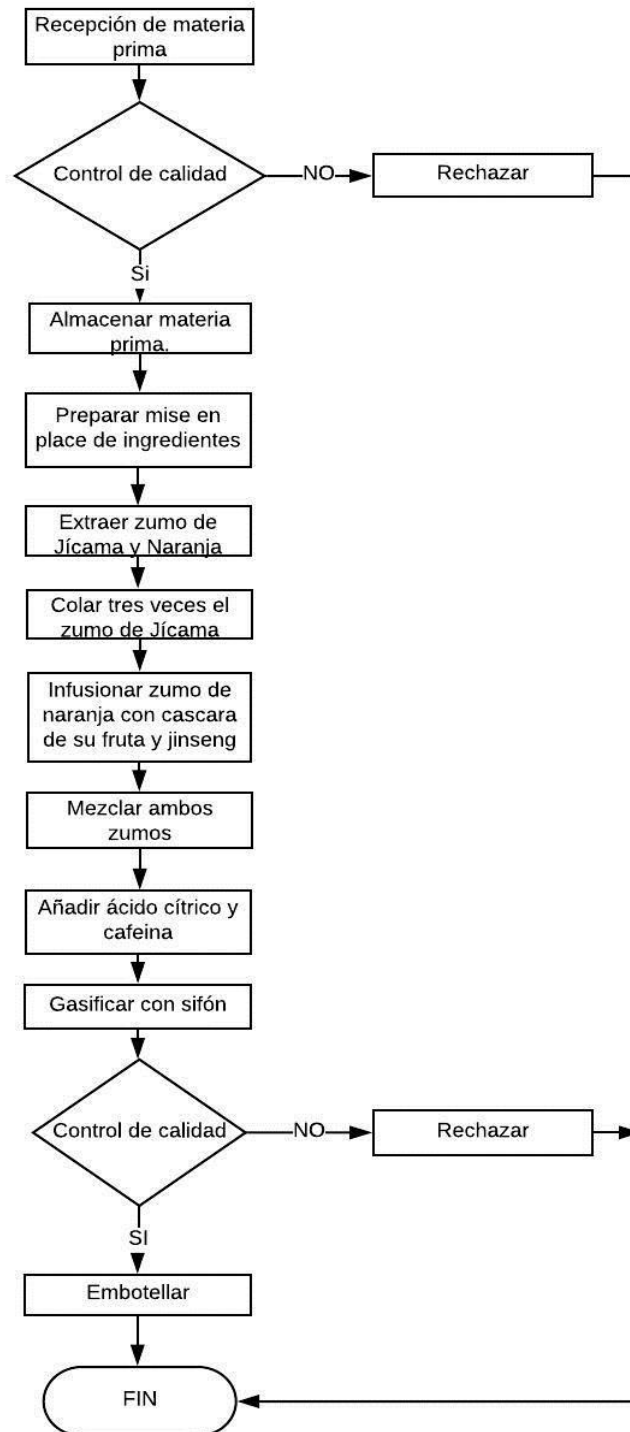 Recepción de materia
prima
Control de calidad
NO
Rechazar
Si
Almacenar materia
prima.
Preparar mise en
place de ingredientes
Extraer zumo de
Jícama y Naranja
Colar tres veces el
zumo de Jícama
Infusionar zumo de
naranja con cascara
de su fruta y jinseng
Mezclar ambos
zumos
Añadir ácido cítrico y
cafeina
Gasificar con sifón
Control de calidad
NO
Rechazar
SI
Embotellar
FIN